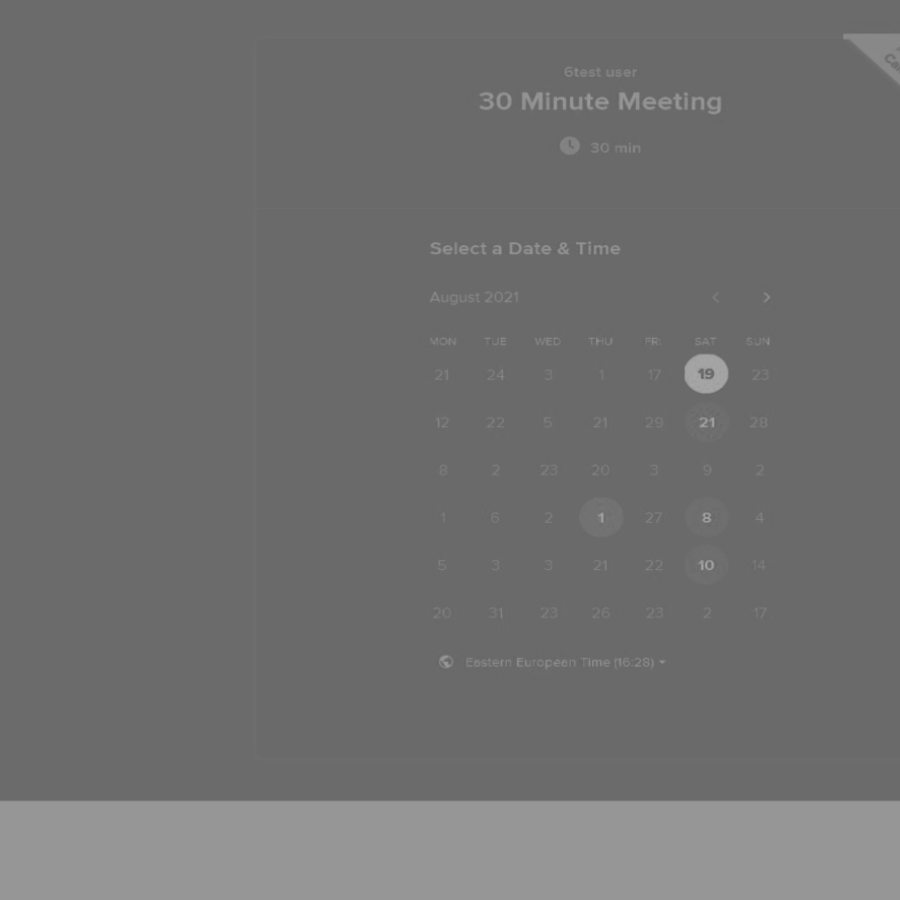 6test user
30 Minute Meeting
30 min
Select a Date & Time
August 2021
MON TUE WED THU FRI SAT SUN
21 24 3 1 17 19 23
12 22 5 21 29 21 28
8 2 23 20 3 9 2
1 6 2 1 27 8 4
5 3 3 21 22 10 14
20 31 23 26 23 2 17
Eastern European Time (16:28)